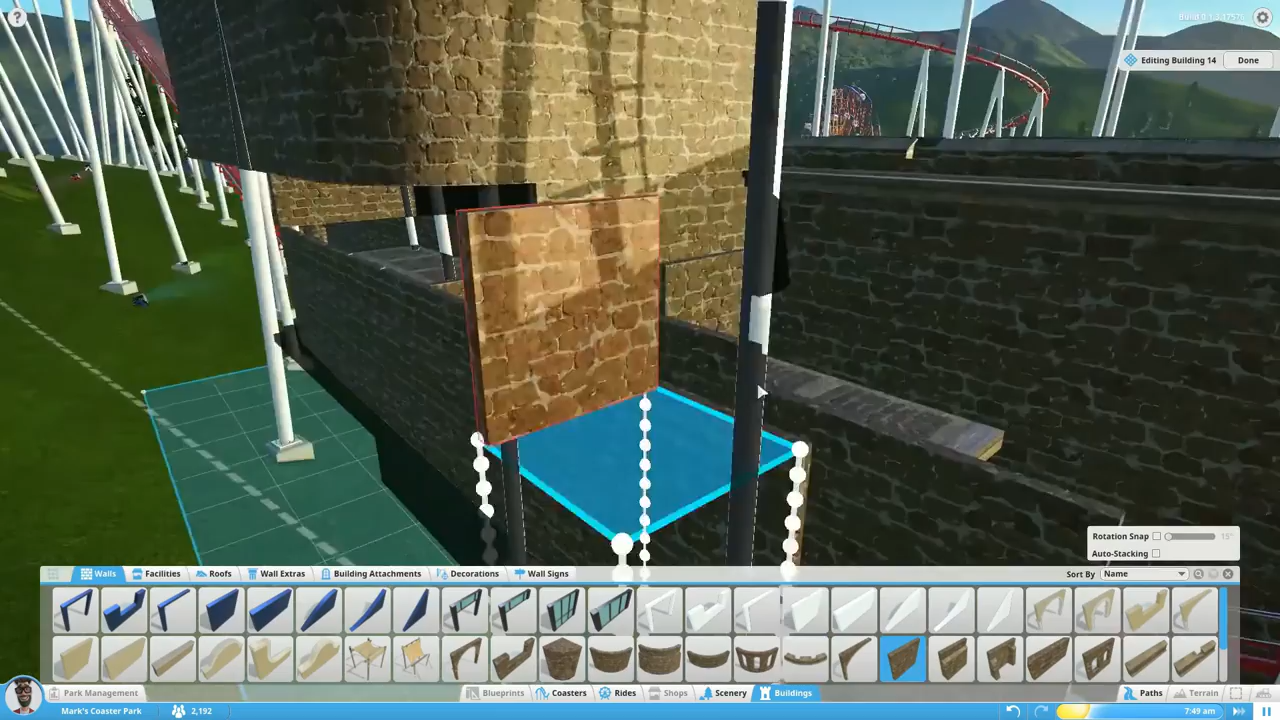 ?
Editing Building 14
Done
Rotation Snap
15°
Auto-Stacking
Walls
Facilities
Roofs
Wall Extras
Building Attachments
Decorations
Wall Signs
Sort By
Name
Park Management
Blueprints
Coasters
Rides
Shops
Scenery
Buildings
Paths
Terrain
Mark's Coaster Park
2,192
7:49 am